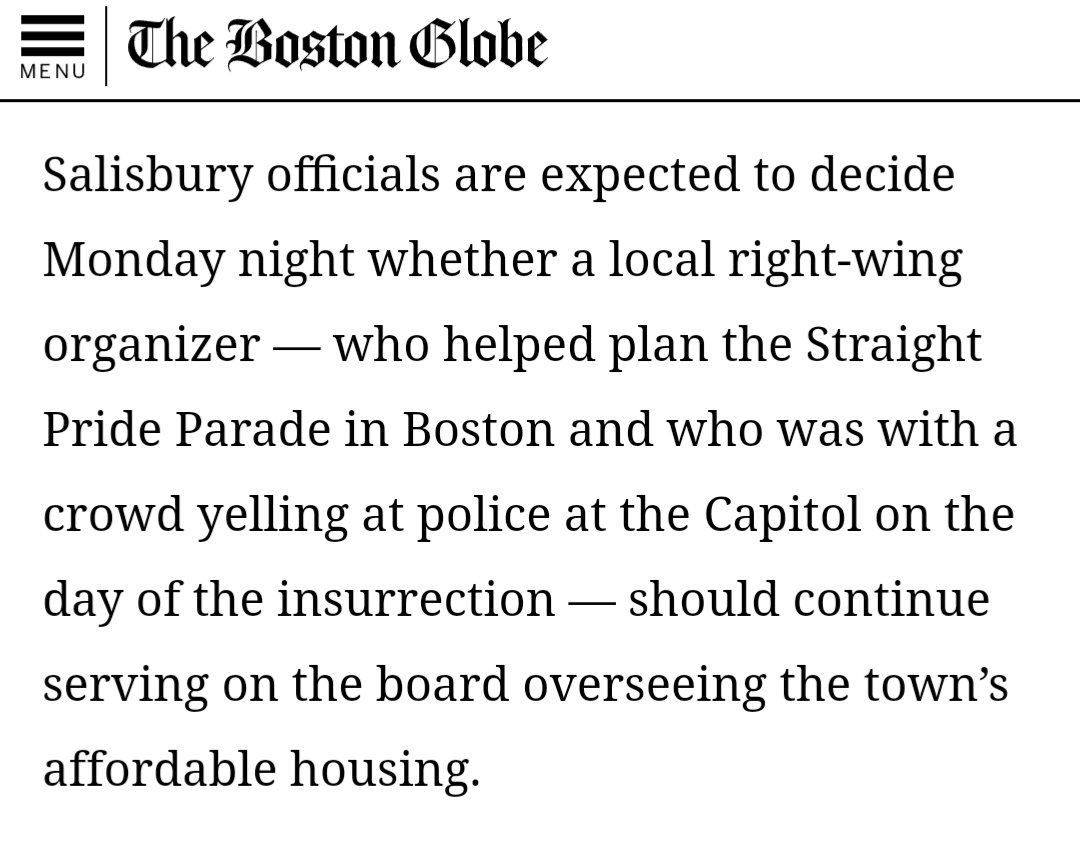 MENU
The Boston Globe
Salisbury officials are expected to decide
Monday night whether a local right-wing
organizer — who helped plan the Straight
Pride Parade in Boston and who was with a
crowd yelling at police at the Capitol on the
day of the insurrection — should continue
serving on the board overseeing the town’s
affordable housing.